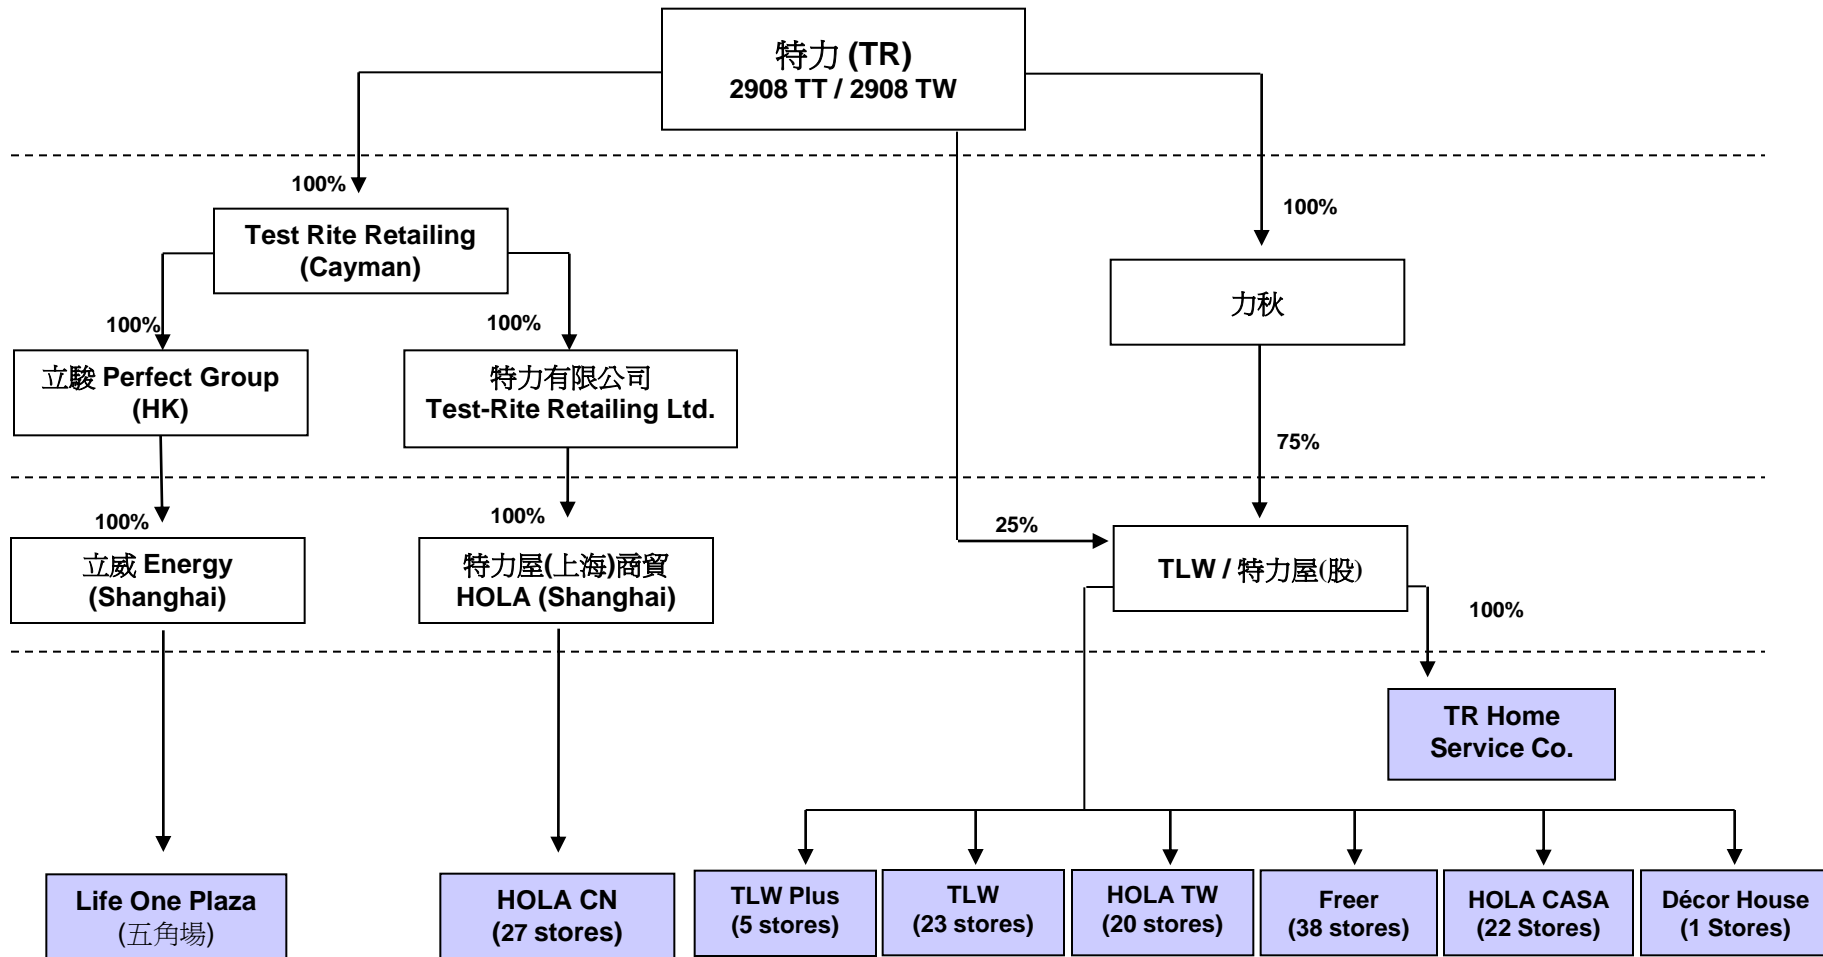 特力 (TR)
2908 TT / 2908 TW
100%
100%
Test Rite Retailing
(Cayman)
力秋
100%
100%
立駿 Perfect Group
(HK)
特力有限公司
Test-Rite Retailing Ltd.
75%
100%
100%
25%
立威 Energy
(Shanghai)
特力屋(上海)商貿
HOLA (Shanghai)
TLW / 特力屋(股)
100%
TR Home
Service Co.
Life One Plaza
(五角場)
HOLA CN
(27 stores)
TLW Plus
(5 stores)
TLW
(23 stores)
HOLA TW
(20 stores)
Freer
(38 stores)
HOLA CASA
(22 Stores)
Décor House
(1 Stores)